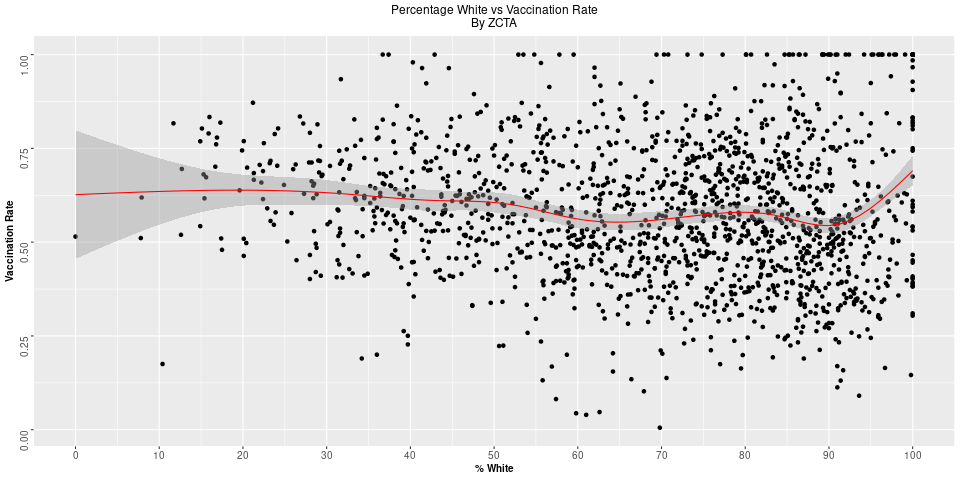 Percentage White vs Vaccination Rate
By ZCTA
1.00
0.75
0.50
0.25
0.00
Vaccination Rate
0 10 20 30 40 50 60 70 80 90 100
% White